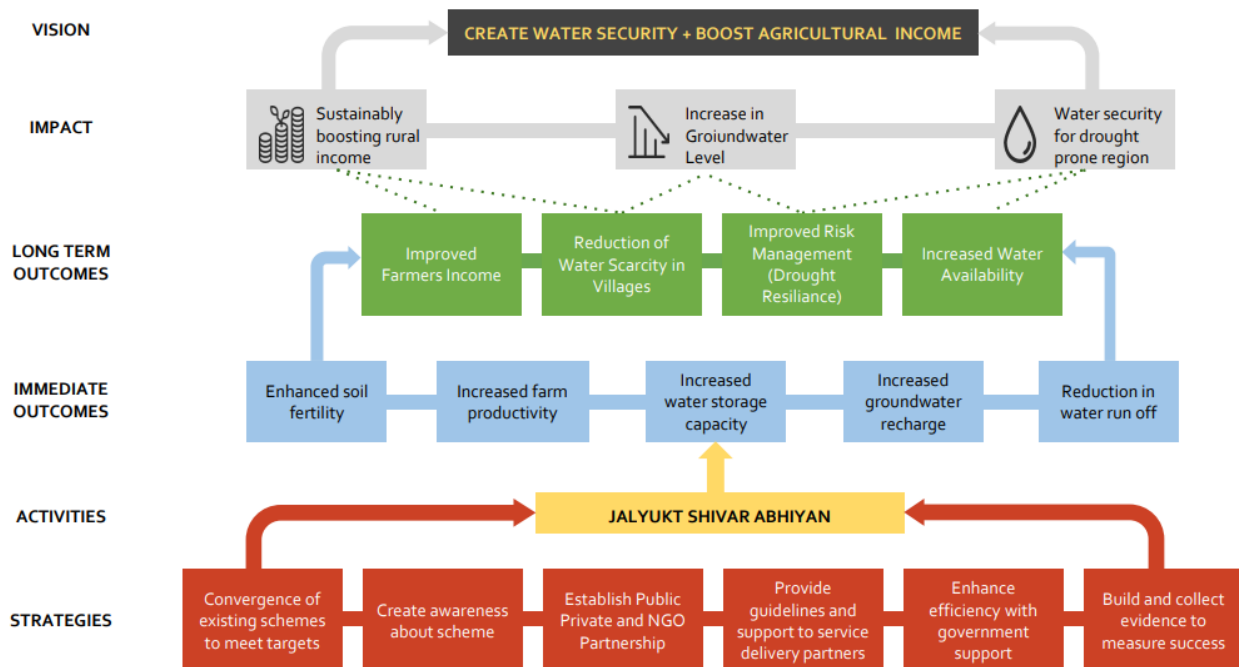 VISION
CREATE WATER SECURITY + BOOST AGRICULTURAL INCOME
IMPACT
Sustainably
boosting rural
income
Increase in
Groiundwater
Level
Water security
for drought
prone region
LONG TERM
OUTCOMES
Improved
Farmers Income
Reduction of
Water Scarcity in
Villages
Improved Risk
Management
(Drought
Resiliance)
Increased Water
Availability
IMMEDIATE
OUTCOMES
Enhanced soil
fertility
Increased farm
productivity
Increased
water storage
capacity
Increased
groundwater
recharge
Reduction in
water run off
ACTIVITIES
JALYUKT SHIVAR ABHIYAN
STRATEGIES
Convergence of
existing schemes
to meet targets
Create awareness
about scheme
Establish Public
Private and NGO
Partnership
Provide
guidelines and
support to service
delivery partners
Enhance
efficiency with
government
support
Build and collect
evidence to
measure success